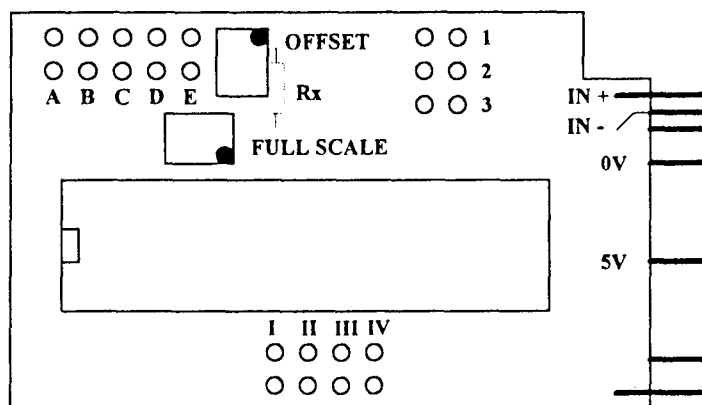 OFFSET
1
2
A B C D E
Rx
3
IN +
IN -
FULL SCALE
0V
5V
I II III IV